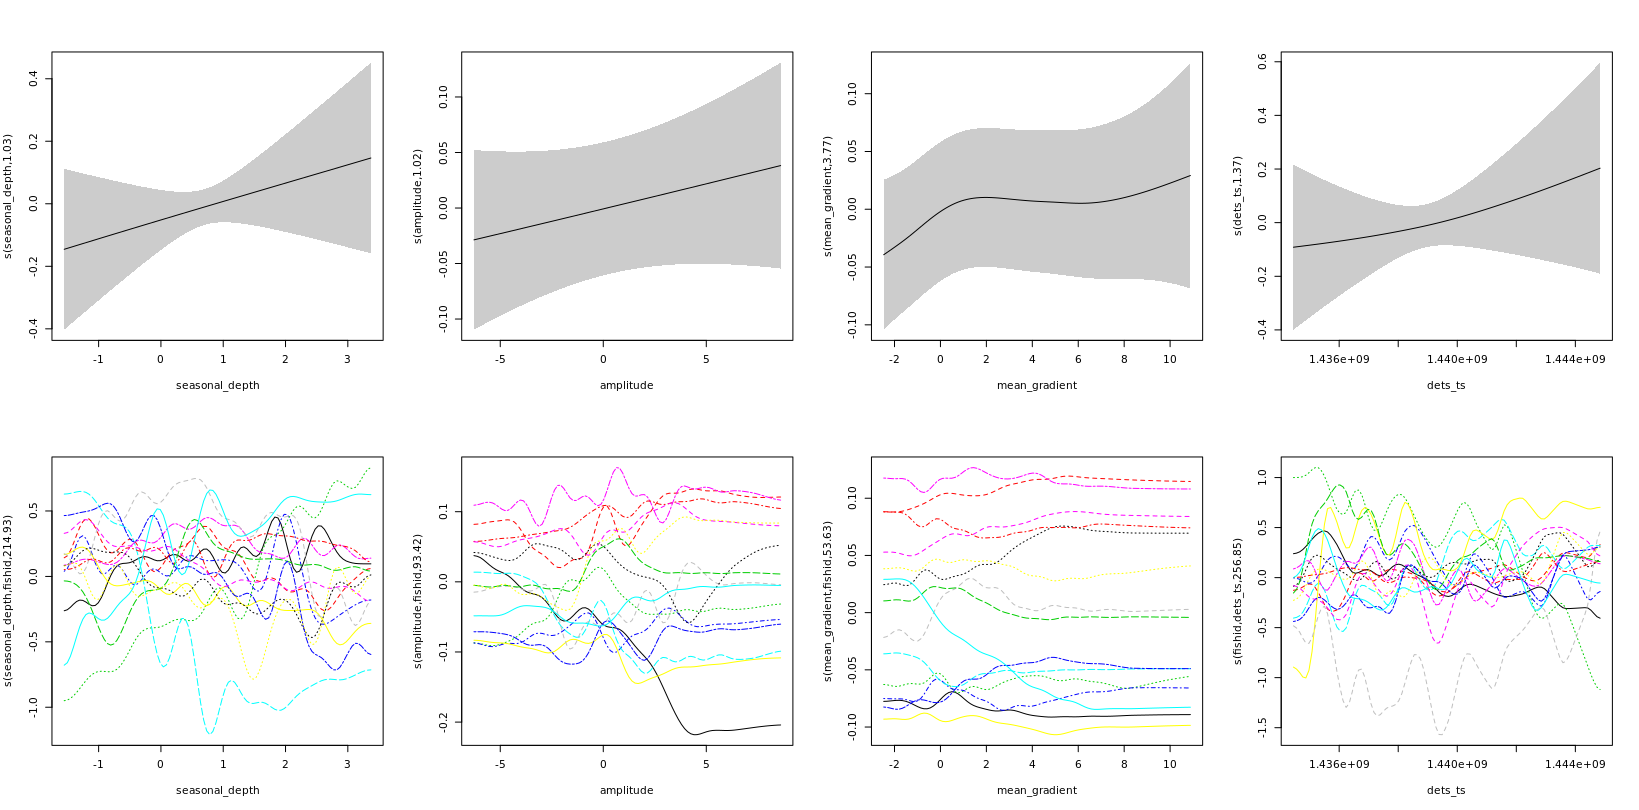 s(seasonal_depth,1.03)
0.4
0.2
0.0
-0.2
-0.4
-1 0 1 2 3
seasonal_depth
s(amplitude,1.02)
0.10
0.05
0.00
-0.05
-0.10
-5 0 5
amplitude
s(mean_gradient,3.77)
0.10
0.05
0.00
-0.05
-0.10
-2 0 2 4 6 8 10
mean_gradient
s(dets_ts,1.37)
0.6
0.4
0.2
0.0
-0.2
-0.4
1.436e+09 1.440e+09 1.444e+09
dets_ts
s(seasonal_depth,fishid,214.93)
0.5
0.0
-0.5
-1.0
-1 0 1 2 3
seasonal_depth
s(amplitude,fishid,93.42)
0.1
0.0
-0.1
-0.2
-5 0 5
amplitude
s(mean_gradient,fishid,53.63)
0.10
0.05
0.00
-0.05
-0.10
-2 0 2 4 6 8 10
mean_gradient
s(fishid,dets_ts,256.85)
1.0
0.5
0.0
-0.5
-1.0
-1.5
1.436e+09 1.440e+09 1.444e+09
dets_ts